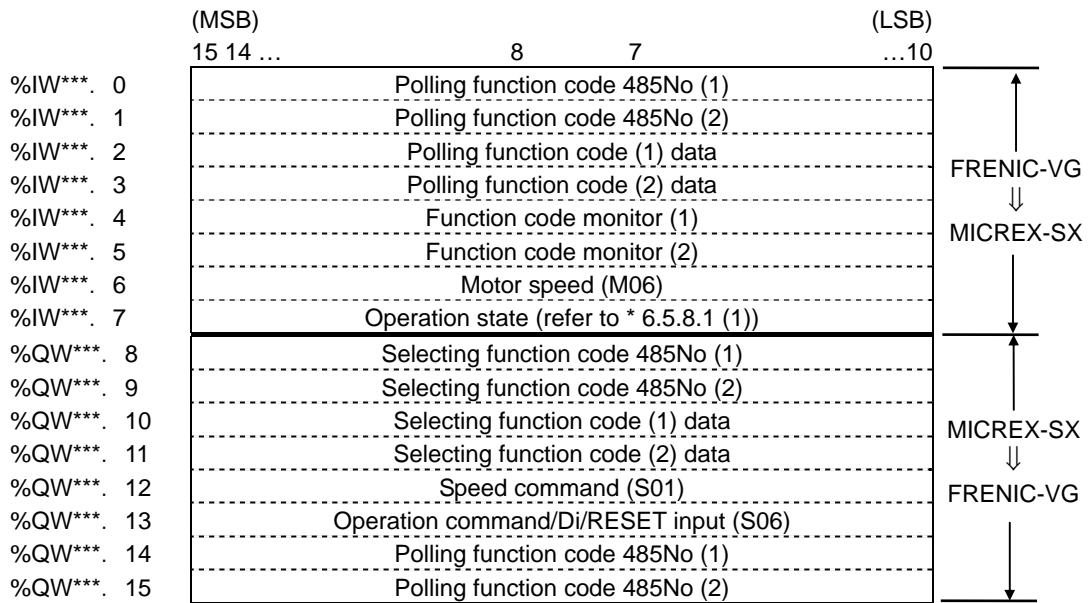 (MSB) (LSB)
15 14 … 8 7 …10
%IW***. 0 Polling function code 485No (1)
%IW***. 1 Polling function code 485No (2)
%IW***. 2 Polling function code (1) data
%IW***. 3 Polling function code (2) data
%IW***. 4 Function code monitor (1)
%IW***. 5 Function code monitor (2)
%IW***. 6 Motor speed (M06)
%IW***. 7 Operation state (refer to * 6.5.8.1 (1))
FRENIC-VG
⇓
MICREX-SX
%QW***. 8 Selecting function code 485No (1)
%QW***. 9 Selecting function code 485No (2)
%QW***. 10 Selecting function code (1) data
%QW***. 11 Selecting function code (2) data
%QW***. 12 Speed command (S01)
%QW***. 13 Operation command/Di/RESET input (S06)
%QW***. 14 Polling function code 485No (1)
%QW***. 15 Polling function code 485No (2)
MICREX-SX
⇓
FRENIC-VG